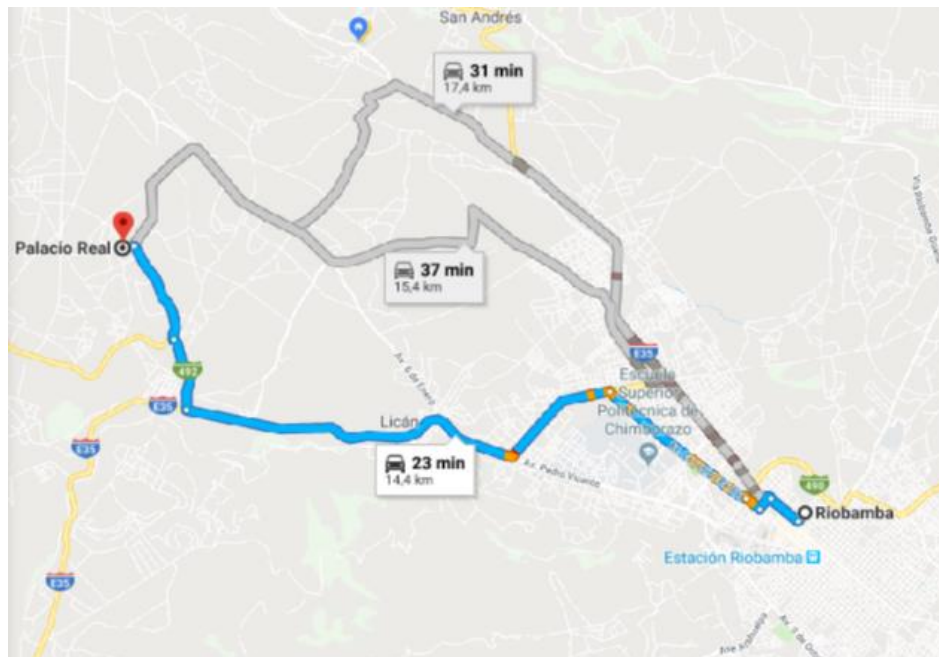 San Andrés
31 min
17,4 km
Palacio Real
37 min
15,4 km
E35
492
E35
Escuela
Superior
Politécnica de
Chimborazo
Av. 6 de Enero
Licán
E35
23 min
14,4 km
Av. Pedro Vicente
490
Riobamba
Estación Riobamba
E35